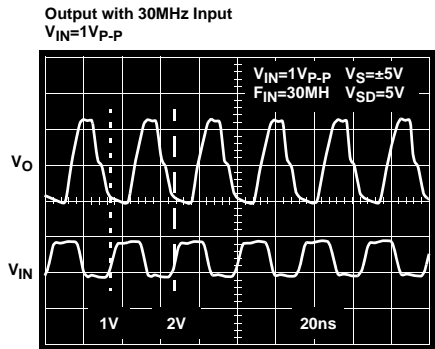 Output with 30MHz Input
VIN=1VP-P
VIN=1VP-P VS=±5V
FIN=30MH VSD=5V
VO
VIN
1V 2V 20ns